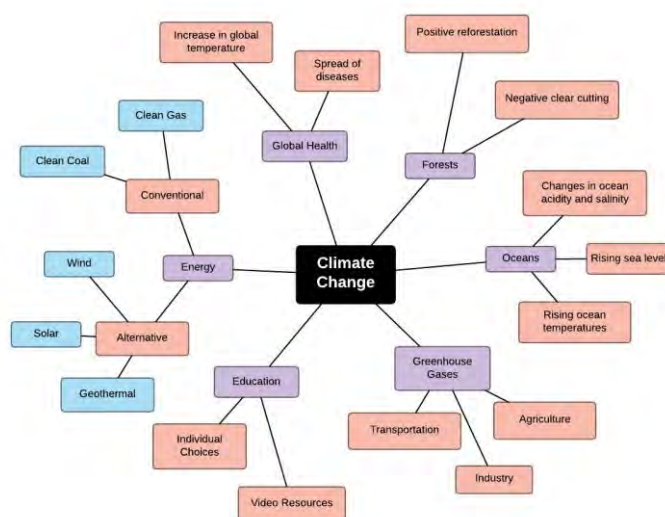 Increase in global
temperature
Spread of
diseases
Global Health
Positive reforestation
Negative clear cutting
Forests
Clean Gas
Clean Coal
Conventional
Energy
Wind
Solar
Alternative
Geothermal
Climate
Change
Changes in ocean
acidity and salinity
Oceans
Rising sea level
Rising ocean
temperatures
Education
Individual
Choices
Video Resources
Greenhouse
Gases
Transportation
Agriculture
Industry